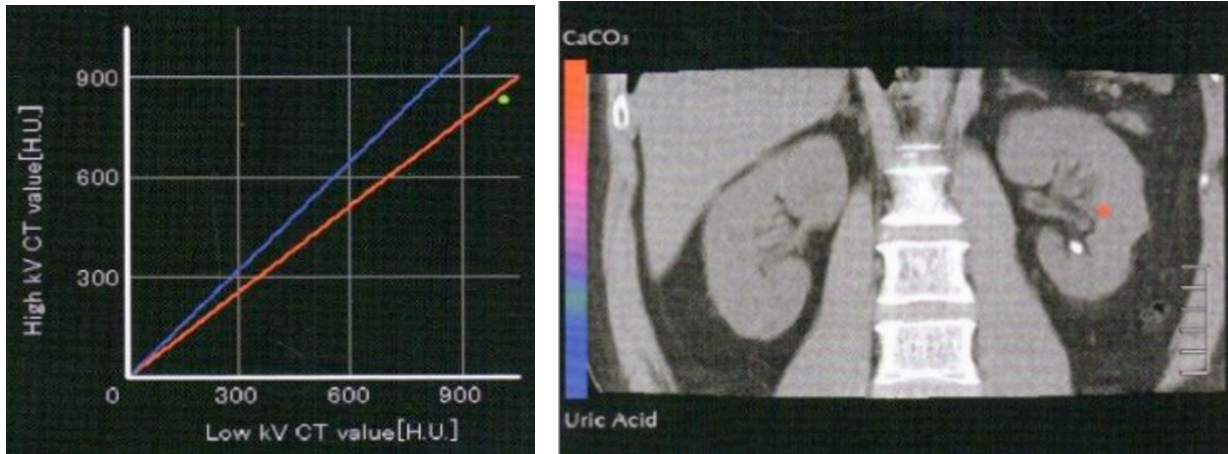 High kV CT value[H.U.]
900
600
300
0
300
600
900
Low kV CT value[H.U.]
CaCO₃
Uric Acid